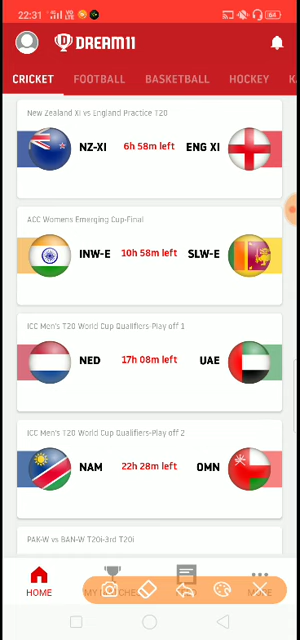 22:31 VO LTE 64
DREAM11
CRICKET FOOTBALL BASKETBALL HOCKEY K
New Zealand XI vs England Practice T20
NZ-XI 6h 58m left ENG XI
ACC Womens Emerging Cup-Final
INW-E 10h 58m left SLW-E
ICC Men's T20 World Cup Qualifiers-Play off 1
NED 17h 08m left UAE
ICC Men's T20 World Cup Qualifiers-Play off 2
NAM 22h 28m left OMN
PAK-W vs BAN-W T20i-3rd T20i
HOME